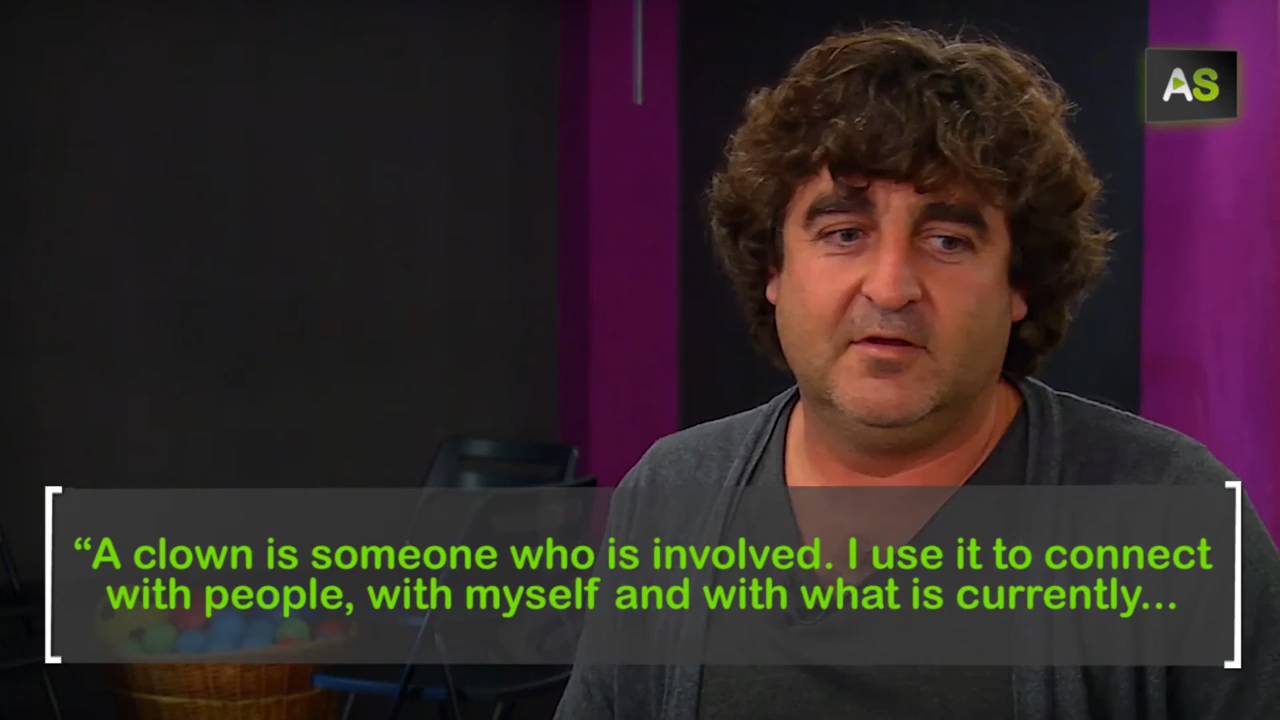 AS
“A clown is someone who is involved. I use it to connect
with people, with myself and with what is currently...